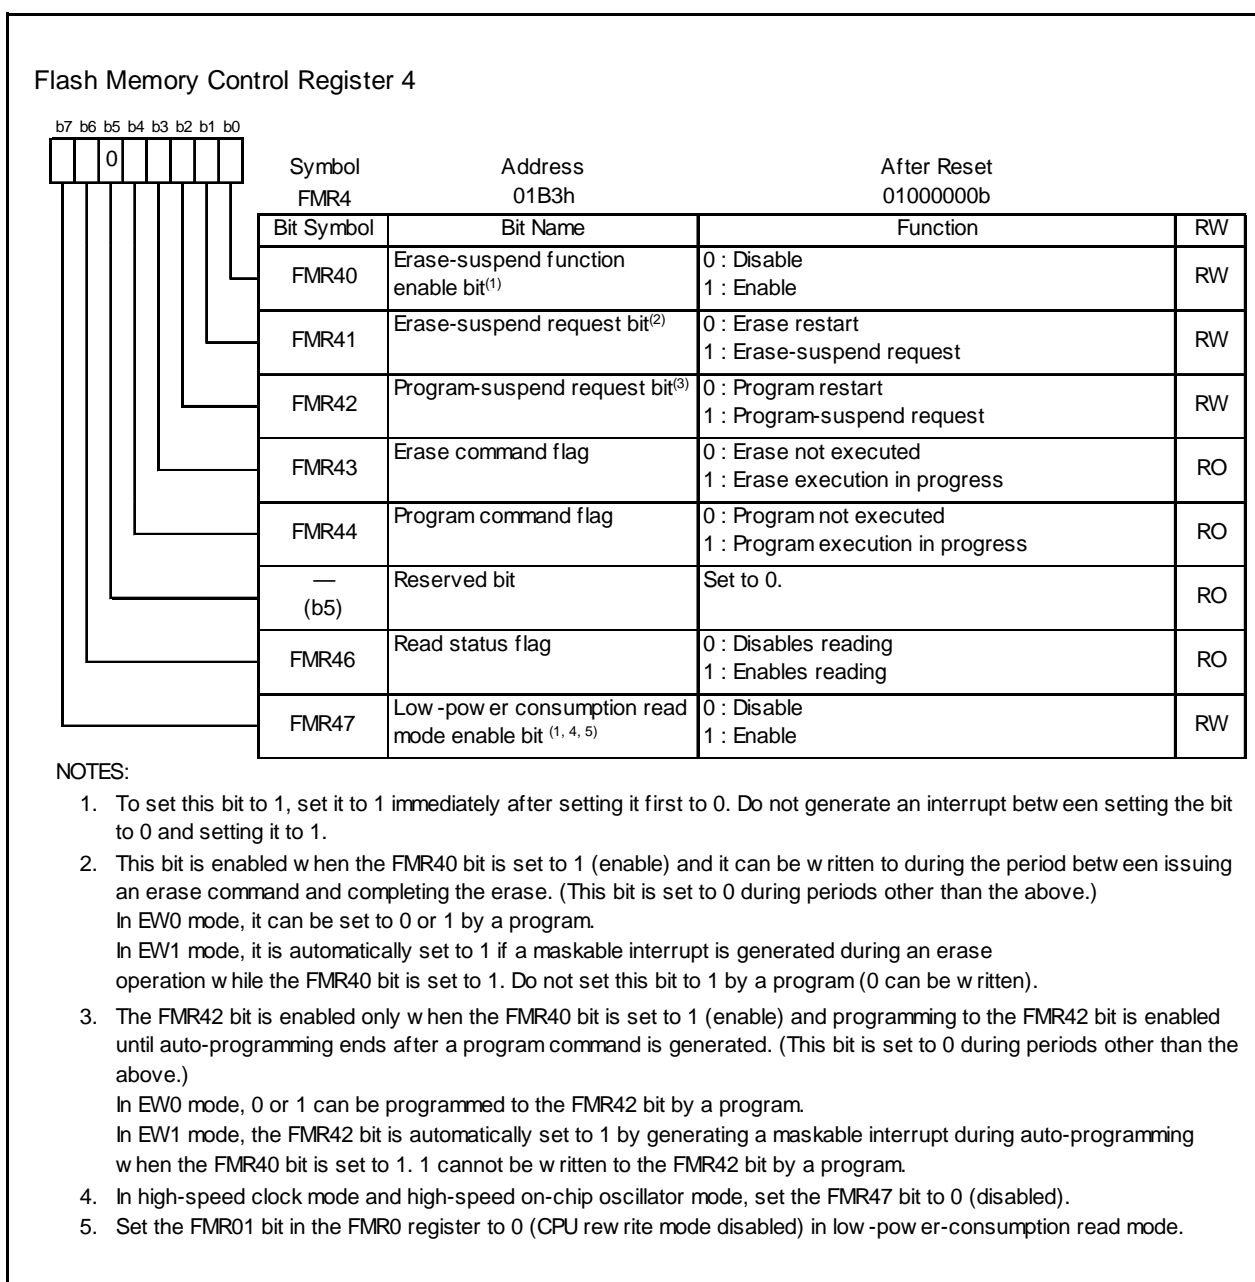 Flash Memory Control Register 4
b7 b6 b5 b4 b3 b2 b1 b0
0
Symbol Address After Reset
FMR4 01B3h 01000000b
Bit Symbol Bit Name Function RW
FMR40 Erase-suspend function enable bit(1) 0 : Disable RW
1 : Enable
FMR41 Erase-suspend request bit(2) 0 : Erase restart RW
1 : Erase-suspend request
FMR42 Program-suspend request bit(3) 0 : Program restart RW
1 : Program-suspend request
FMR43 Erase command flag 0 : Erase not executed RO
1 : Erase execution in progress
FMR44 Program command flag 0 : Program not executed RO
1 : Program execution in progress
— (b5) Reserved bit Set to 0. RO
FMR46 Read status flag 0 : Disables reading RO
1 : Enables reading
FMR47 Low-power consumption read mode enable bit (1, 4, 5) 0 : Disable RW
1 : Enable
NOTES:
1. To set this bit to 1, set it to 1 immediately after setting it first to 0. Do not generate an interrupt between setting the bit
to 0 and setting it to 1.
2. This bit is enabled when the FMR40 bit is set to 1 (enable) and it can be written to during the period between issuing
an erase command and completing the erase. (This bit is set to 0 during periods other than the above.)
In EW0 mode, it can be set to 0 or 1 by a program.
In EW1 mode, it is automatically set to 1 if a maskable interrupt is generated during an erase
operation while the FMR40 bit is set to 1. Do not set this bit to 1 by a program (0 can be written).
3. The FMR42 bit is enabled only when the FMR40 bit is set to 1 (enable) and programming to the FMR42 bit is enabled
until auto-programming ends after a program command is generated. (This bit is set to 0 during periods other than the
above.)
In EW0 mode, 0 or 1 can be programmed to the FMR42 bit by a program.
In EW1 mode, the FMR42 bit is automatically set to 1 by generating a maskable interrupt during auto-programming
when the FMR40 bit is set to 1. 1 cannot be written to the FMR42 bit by a program.
4. In high-speed clock mode and high-speed on-chip oscillator mode, set the FMR47 bit to 0 (disabled).
5. Set the FMR01 bit in the FMR0 register to 0 (CPU rewrite mode disabled) in low-power-consumption read mode.